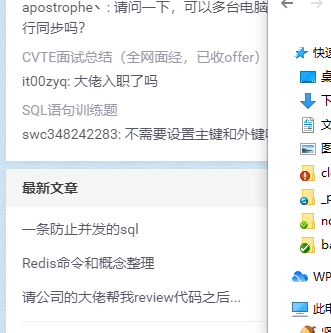 apostrophe丶: 请问一下，可以多台电脑
行同步吗?
CVTE面试总结（全网面经，已收offer）
it00zyq: 大佬入职了吗
SQL语句训练题
swc348242283: 不需要设置主键和外键
最新文章
一条防止并发的sql
Redis命令和概念整理
请公司的大佬帮我review代码之后...
快速
桌
下
文
图
cl
_p
no
ba
WP
此电